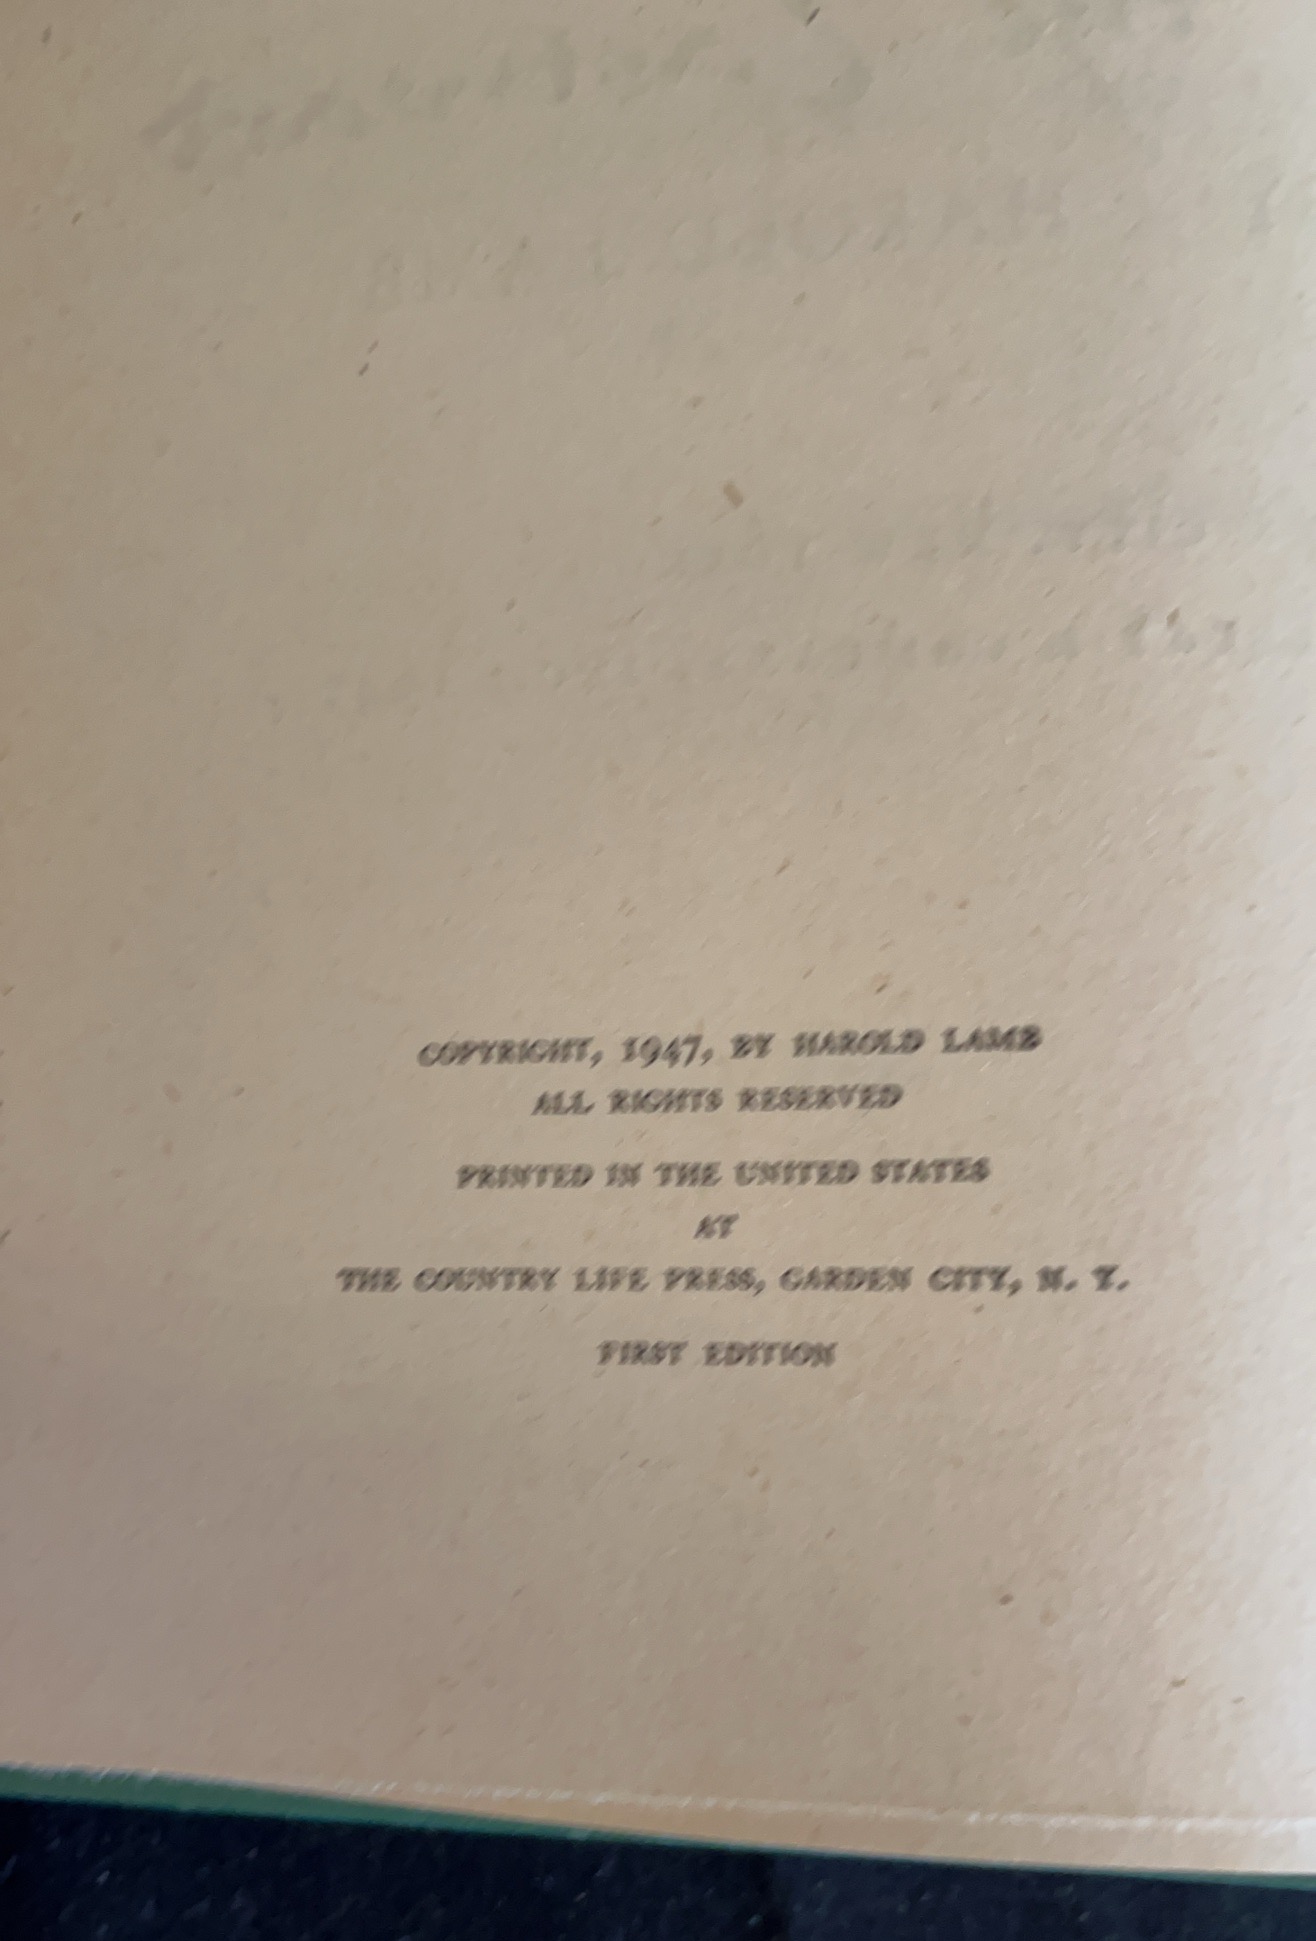 COPYRIGHT, 1947, BY HAROLD LAMB
ALL RIGHTS RESERVED
PRINTED IN THE UNITED STATES
AT
THE COUNTRY LIFE PRESS, GARDEN CITY, N. Y.
FIRST EDITION